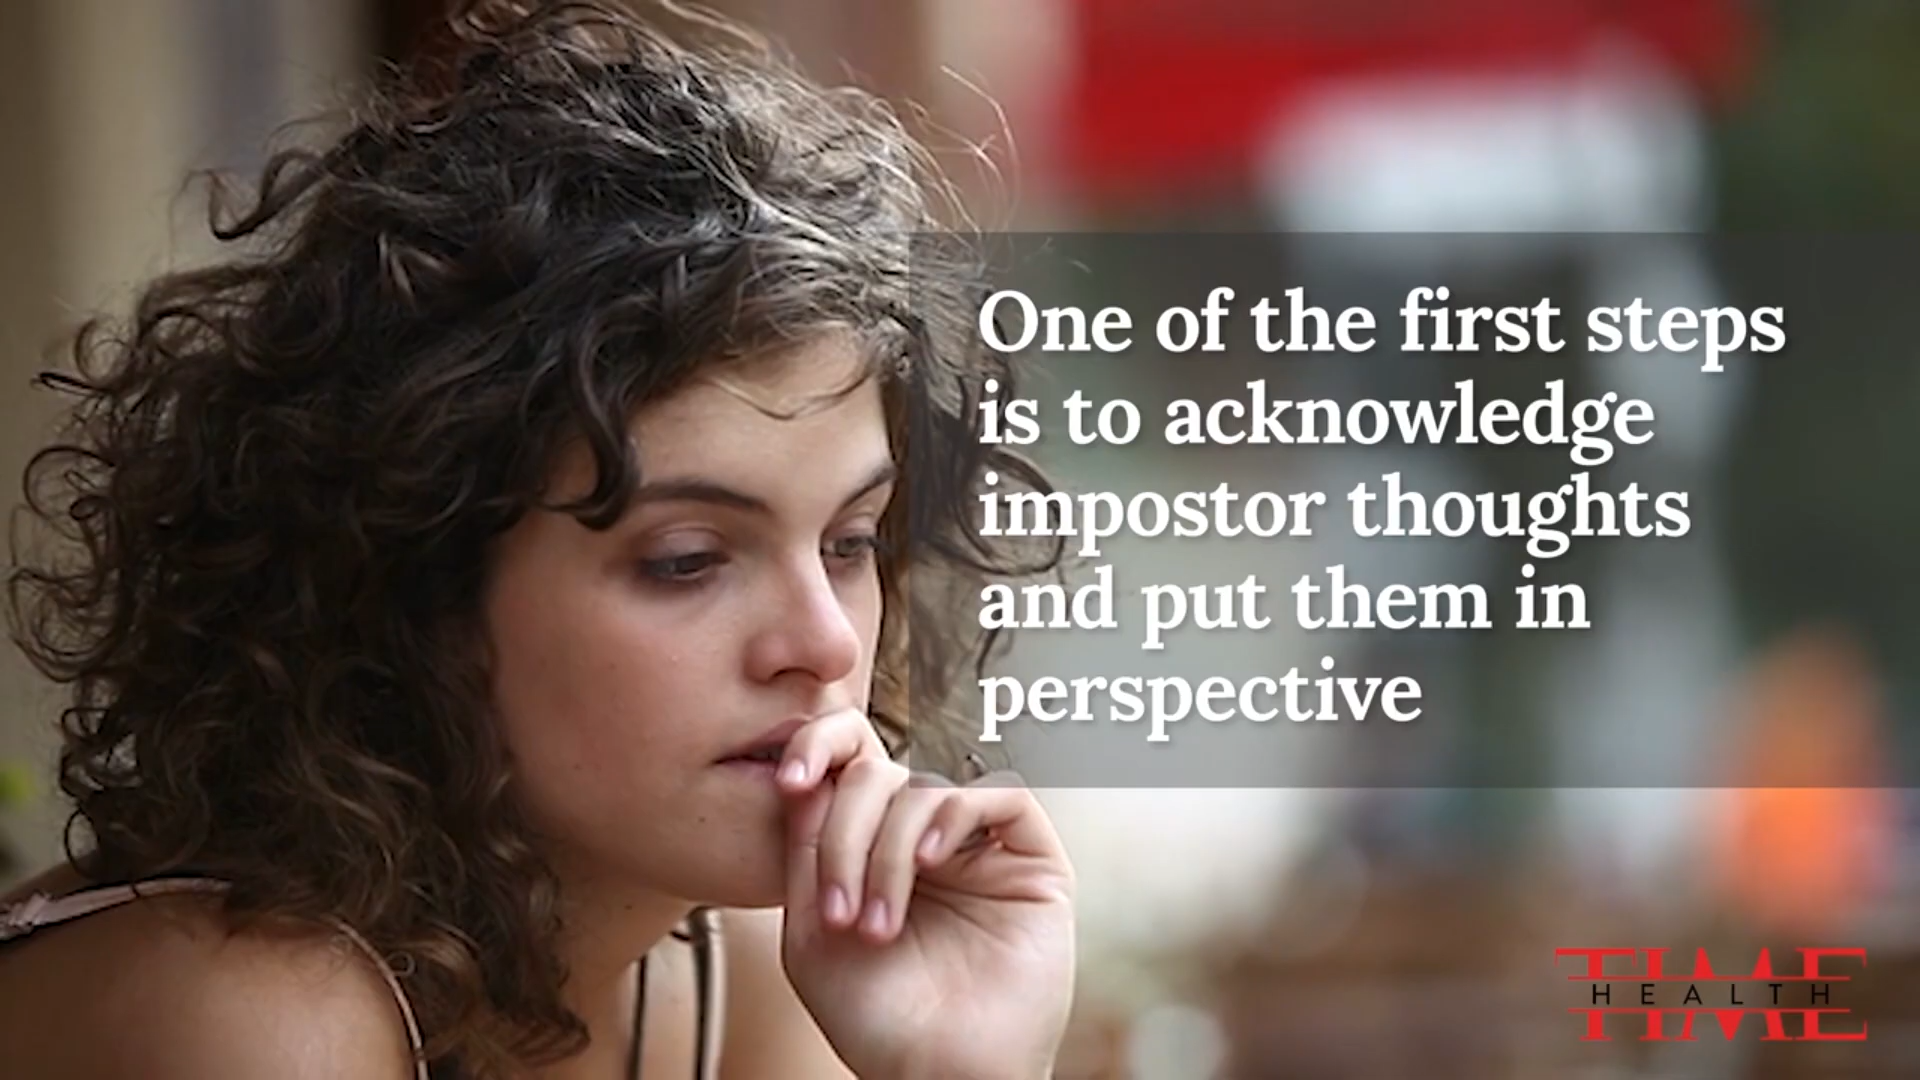 One of the first steps
is to acknowledge
impostor thoughts
and put them in
perspective
TIME
HEALTH